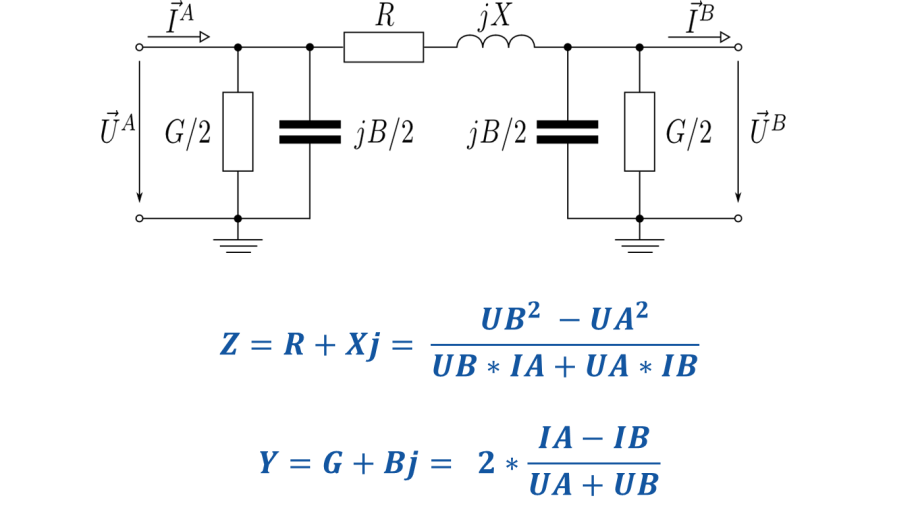 I⃗ᴬ R jX I⃗ᴮ
U⃗ᴬ G/2 jB/2 jB/2 G/2 U⃗ᴮ
Z = R + Xj = (UB² − UA²) / (UB * IA + UA * IB)
Y = G + Bj = 2 * (IA − IB) / (UA + UB)